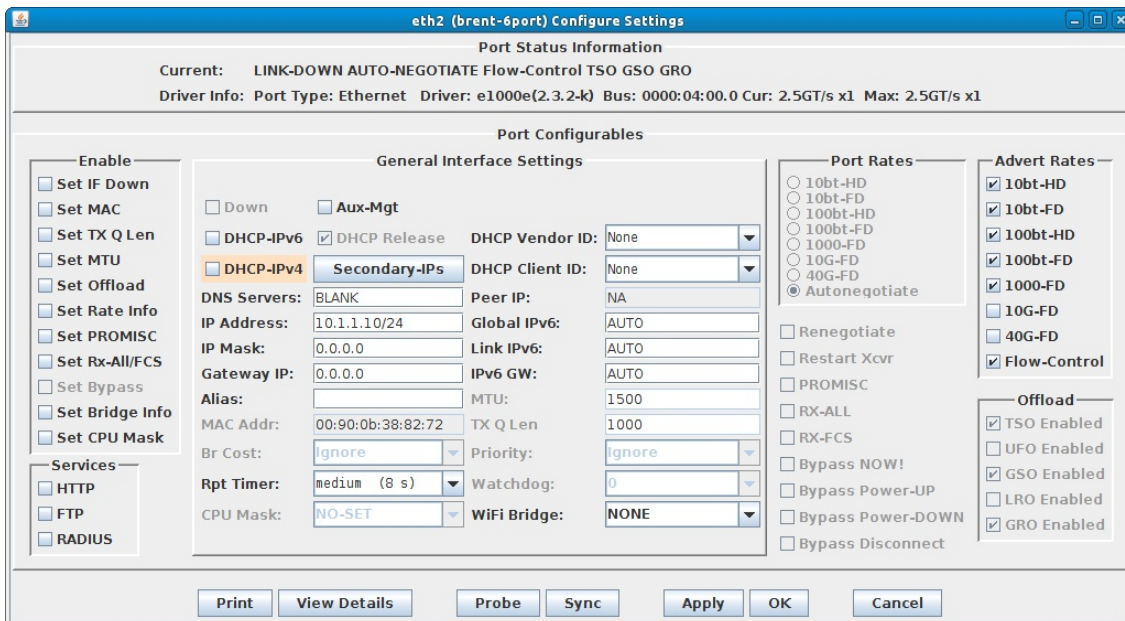 eth2 (brent-6port) Configure Settings
Port Status Information
Current: LINK-DOWN AUTO-NEGOTIATE Flow-Control TSO GSO GRO
Driver Info: Port Type: Ethernet Driver: e1000e(2.3.2-k) Bus: 0000:04:00.0 Cur: 2.5GT/s x1 Max: 2.5GT/s x1
Port Configurables
Enable
Set IF Down
Set MAC
Set TX Q Len
Set MTU
Set Offload
Set Rate Info
Set PROMISC
Set Rx-All/FCS
Set Bypass
Set Bridge Info
Set CPU Mask
Services
HTTP
FTP
RADIUS
General Interface Settings
Down Aux-Mgt
DHCP-IPv6 DHCP Release DHCP Vendor ID: None
DHCP-IPv4 Secondary-IPs DHCP Client ID: None
DNS Servers: BLANK Peer IP: NA
IP Address: 10.1.1.10/24 Global IPv6: AUTO
IP Mask: 0.0.0.0 Link IPv6: AUTO
Gateway IP: 0.0.0.0 IPv6 GW: AUTO
Alias: MTU: 1500
MAC Addr: 00:90:0b:38:82:72 TX Q Len 1000
Br Cost: Ignore Priority: Ignore
Rpt Timer: medium (8 s) Watchdog: 0
CPU Mask: NO-SET WiFi Bridge: NONE
Port Rates
10bt-HD
10bt-FD
100bt-HD
100bt-FD
1000-FD
10G-FD
40G-FD
Autonegotiate
Renegotiate
Restart Xcvr
PROMISC
RX-ALL
RX-FCS
Bypass NOW!
Bypass Power-UP
Bypass Power-DOWN
Bypass Disconnect
Advert Rates
10bt-HD
10bt-FD
100bt-HD
100bt-FD
1000-FD
10G-FD
40G-FD
Flow-Control
Offload
TSO Enabled
UFO Enabled
GSO Enabled
LRO Enabled
GRO Enabled
Print View Details Probe Sync Apply OK Cancel